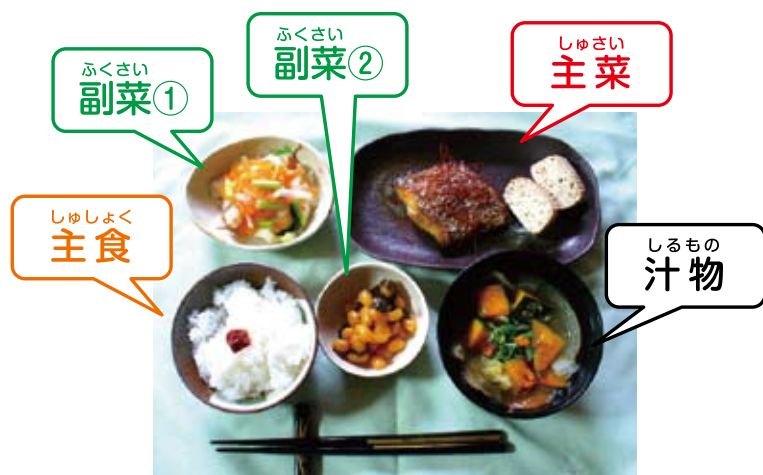 ふくさい
副菜①
ふくさい
副菜②
しゅさい
主菜
しゅしょく
主食
しるもの
汁物